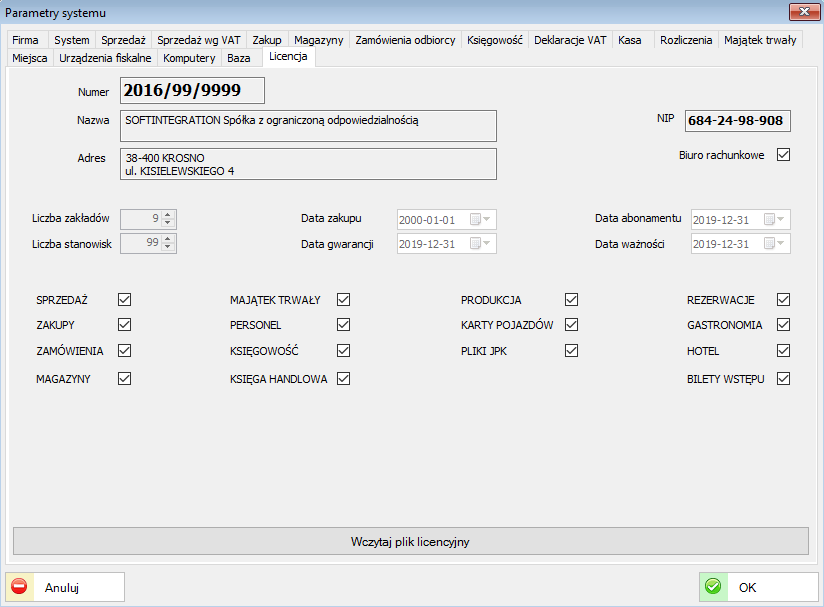 Parametry systemu
Firma System Sprzedaż Sprzedaż wg VAT Zakup Magazyny Zamówienia odbiorcy Księgowość Deklaracje VAT Kasa Rozliczenia Majątek trwały
Miejsca Urządzenia fiskalne Komputery Baza Licencja
Numer 2016/99/9999
Nazwa SOFTINTEGRATION Spółka z ograniczoną odpowiedzialnością NIP 684-24-98-908
Adres 38-400 KROSNO Biuro rachunkowe
ul. KISIELEWSKIEGO 4
Liczba zakładów 9 Data zakupu 2000-01-01 Data abonamentu 2019-12-31
Liczba stanowisk 99 Data gwarancji 2019-12-31 Data ważności 2019-12-31
SPRZEDAŻ MAJĄTEK TRWAŁY PRODUKCJA REZERWACJE
ZAKUPY PERSONEL KARTY POJAZDÓW GASTRONOMIA
ZAMÓWIENIA KSIĘGOWOŚĆ PLIKI JPK HOTEL
MAGAZYNY KSIĘGA HANDLOWA BILETY WSTĘPU
Wczytaj plik licencyjny
Anuluj OK